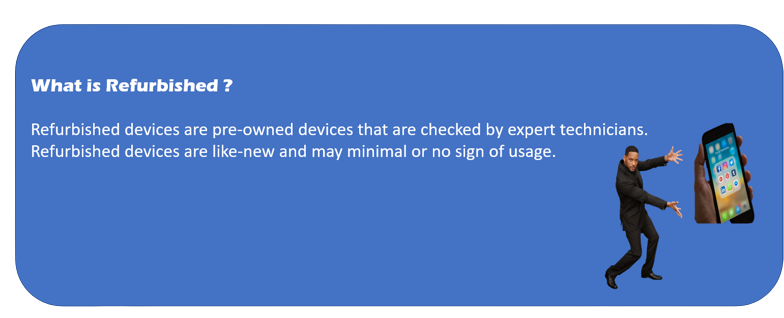 What is Refurbished ?
Refurbished devices are pre-owned devices that are checked by expert technicians.
Refurbished devices are like-new and may minimal or no sign of usage.